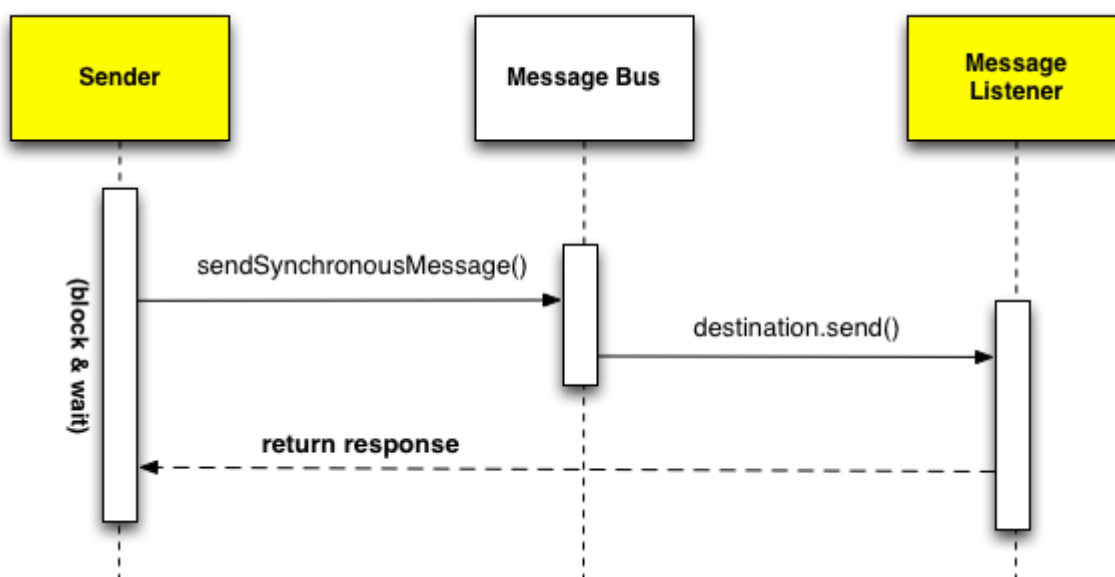 Sender
Message Bus
Message
Listener
sendSynchronousMessage()
destination.send()
(block & wait)
return response